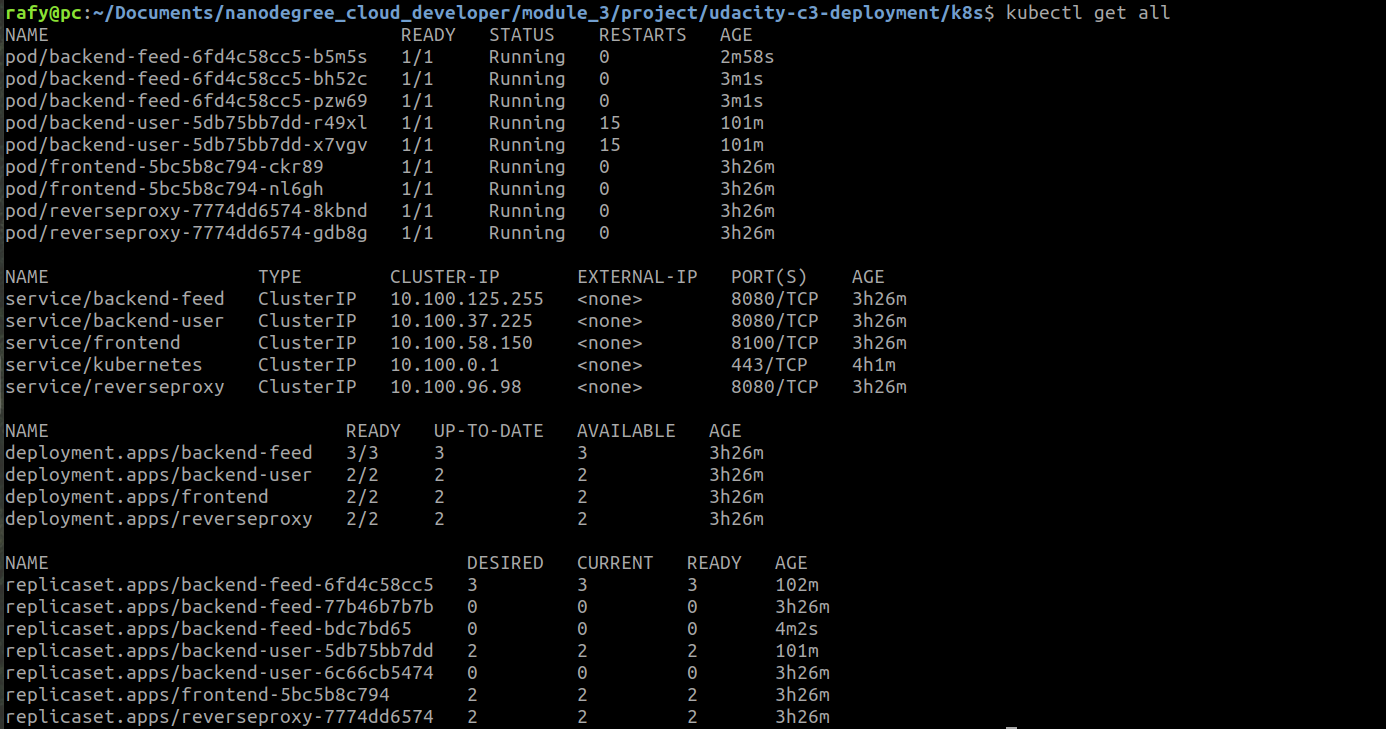 rafy@pc:~/Documents/nanodegree_cloud_developer/module_3/project/udacity-c3-deployment/k8s$ kubectl get all
NAME                                READY   STATUS    RESTARTS   AGE
pod/backend-feed-6fd4c58cc5-b5m5s   1/1     Running   0          2m58s
pod/backend-feed-6fd4c58cc5-bh52c   1/1     Running   0          3m1s
pod/backend-feed-6fd4c58cc5-pzw69   1/1     Running   0          3m1s
pod/backend-user-5db75bb7dd-r49xl   1/1     Running   15         101m
pod/backend-user-5db75bb7dd-x7vgv   1/1     Running   15         101m
pod/frontend-5bc5b8c794-ckr89       1/1     Running   0          3h26m
pod/frontend-5bc5b8c794-nl6gh       1/1     Running   0          3h26m
pod/reverseproxy-7774dd6574-8kbnd   1/1     Running   0          3h26m
pod/reverseproxy-7774dd6574-gdb8g   1/1     Running   0          3h26m

NAME                   TYPE        CLUSTER-IP       EXTERNAL-IP   PORT(S)    AGE
service/backend-feed   ClusterIP   10.100.125.255   <none>        8080/TCP   3h26m
service/backend-user   ClusterIP   10.100.37.225    <none>        8080/TCP   3h26m
service/frontend       ClusterIP   10.100.58.150    <none>        8100/TCP   3h26m
service/kubernetes     ClusterIP   10.100.0.1       <none>        443/TCP    4h1m
service/reverseproxy   ClusterIP   10.100.96.98     <none>        8080/TCP   3h26m

NAME                           READY   UP-TO-DATE   AVAILABLE   AGE
deployment.apps/backend-feed   3/3     3            3           3h26m
deployment.apps/backend-user   2/2     2            2           3h26m
deployment.apps/frontend       2/2     2            2           3h26m
deployment.apps/reverseproxy   2/2     2            2           3h26m

NAME                                      DESIRED   CURRENT   READY   AGE
replicaset.apps/backend-feed-6fd4c58cc5   3         3         3       102m
replicaset.apps/backend-feed-77b46b7b7b   0         0         0       3h26m
replicaset.apps/backend-feed-bdc7bd65     0         0         0       4m2s
replicaset.apps/backend-user-5db75bb7dd   2         2         2       101m
replicaset.apps/backend-user-6c66cb5474   0         0         0       3h26m
replicaset.apps/frontend-5bc5b8c794       2         2         2       3h26m
replicaset.apps/reverseproxy-7774dd6574   2         2         2       3h26m